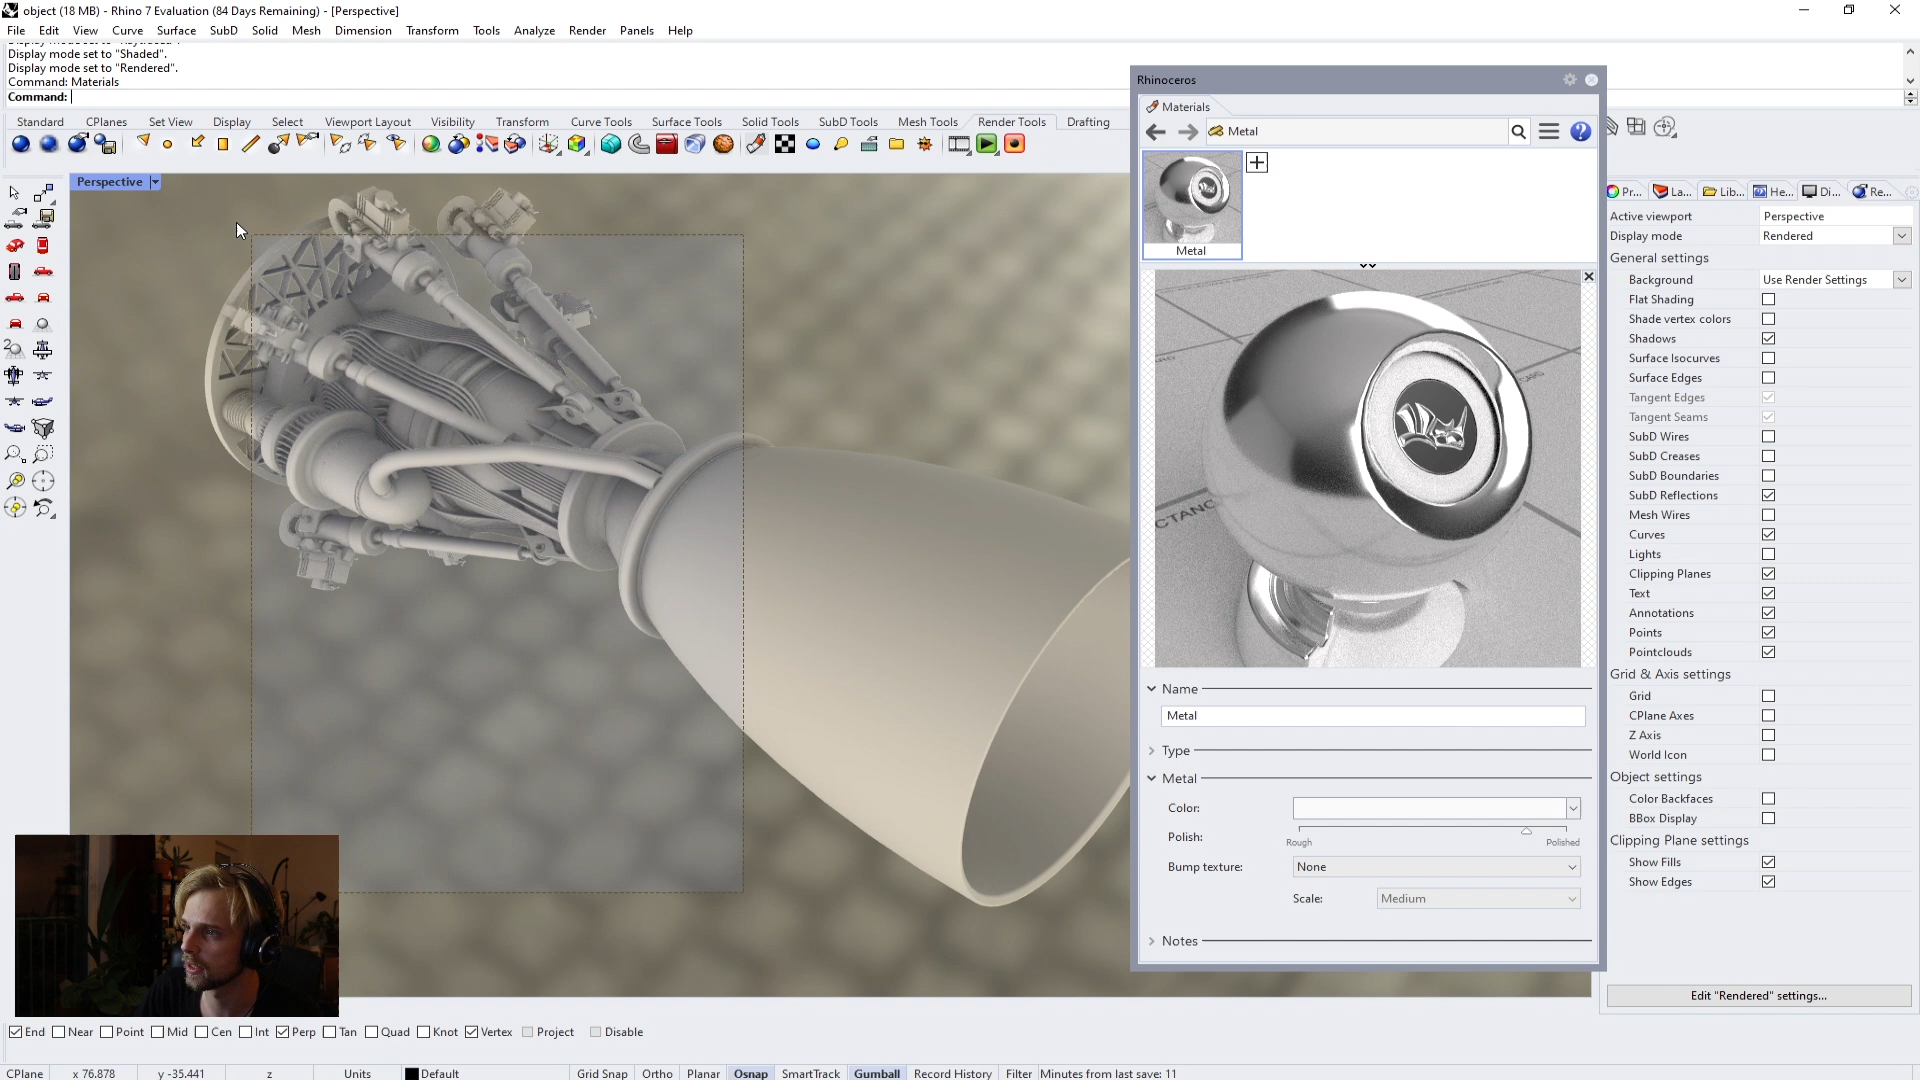 object (18 MB) - Rhino 7 Evaluation (84 Days Remaining) - [Perspective]
File Edit View Curve Surface SubD Solid Mesh Dimension Transform Tools Analyze Render Panels Help
Display mode set to "Shaded".
Display mode set to "Rendered".
Command: Materials
Command:
Standard CPlanes Set View Display Select Viewport Layout Visibility Transform Curve Tools Surface Tools Solid Tools SubD Tools Mesh Tools Render Tools Drafting
Perspective
Rhinoceros
Materials
Metal
Metal
Name
Metal
Type
Metal
Color:
Polish:
Rough Polished
Bump texture: None
Scale: Medium
Notes
Pr... La... Lib... He... Di... Re...
Active viewport Perspective
Display mode Rendered
General settings
Background Use Render Settings
Flat Shading
Shade vertex colors
Shadows
Surface Isocurves
Surface Edges
Tangent Edges
Tangent Seams
SubD Wires
SubD Creases
SubD Boundaries
SubD Reflections
Mesh Wires
Curves
Lights
Clipping Planes
Text
Annotations
Points
Pointclouds
Grid & Axis settings
Grid
CPlane Axes
Z Axis
World Icon
Object settings
Color Backfaces
BBox Display
Clipping Plane settings
Show Fills
Show Edges
Edit "Rendered" settings...
End Near Point Mid Cen Int Perp Tan Quad Knot Vertex Project Disable
CPlane x 76.878 y -35.441 z Units Default Grid Snap Ortho Planar Osnap SmartTrack Gumball Record History Filter Minutes from last save: 11